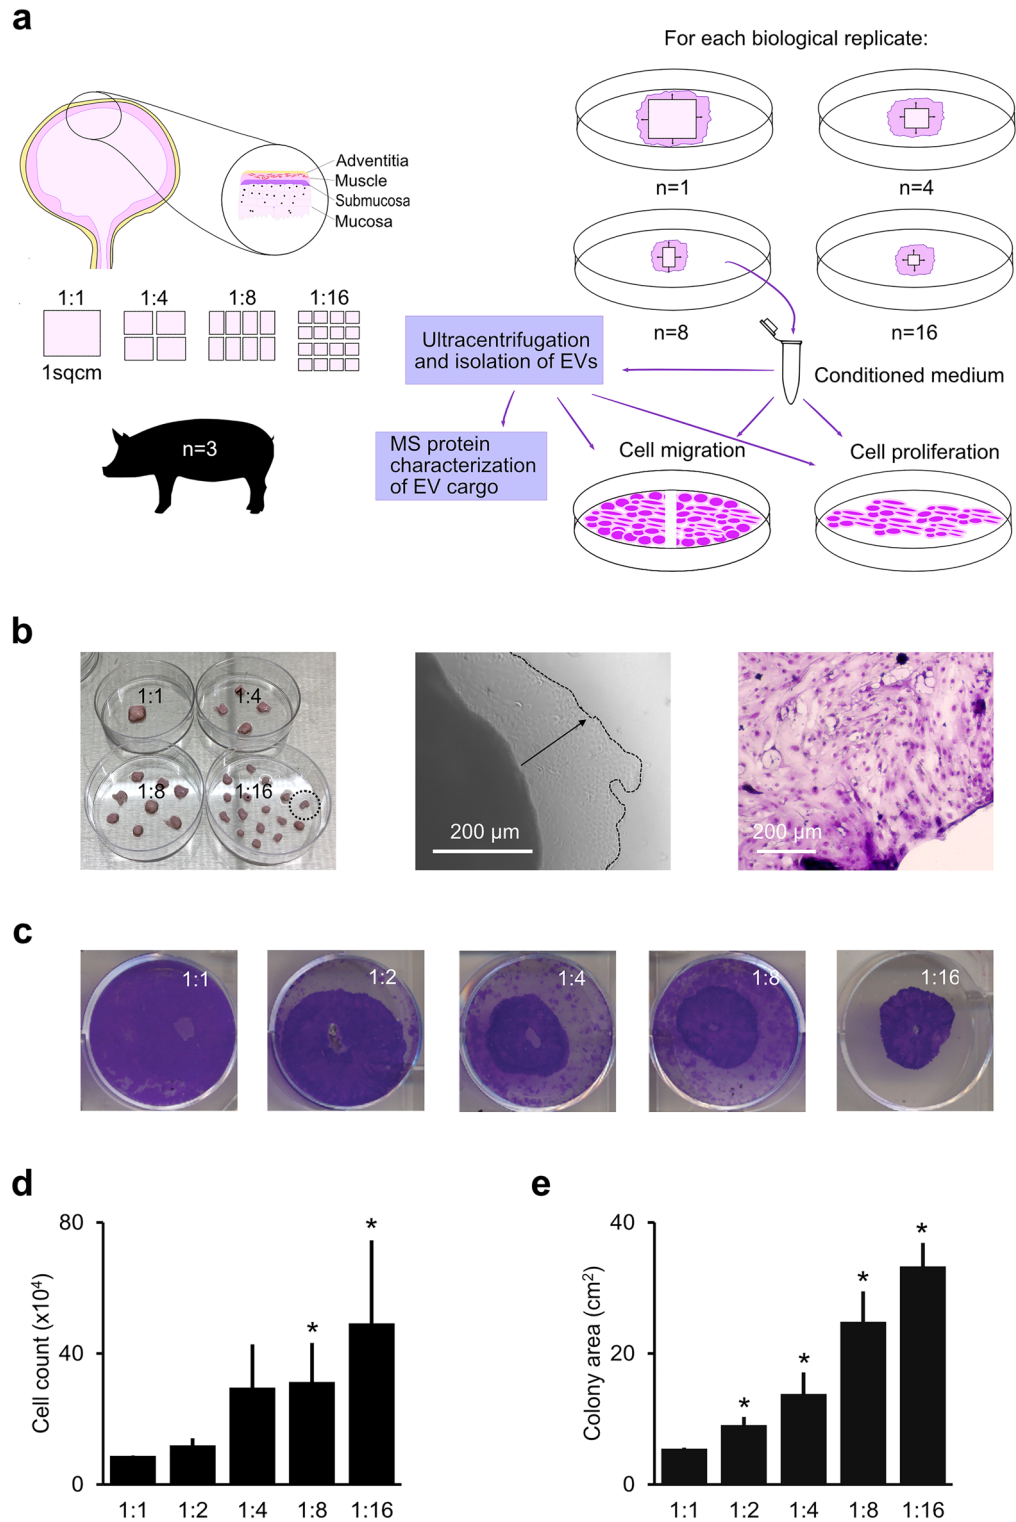 a
For each biological replicate:
Adventitia
Muscle
Submucosa
Mucosa
n=1
n=4
1:1
1:4
1:8
1:16
1sqcm
n=8
n=16
Ultracentrifugation
and isolation of EVs
Conditioned medium
n=3
MS protein
characterization
of EV cargo
Cell migration
Cell proliferation
b
1:1
1:4
1:8
1:16
200 µm
200 µm
c
1:1
1:2
1:4
1:8
1:16
d
Cell count (x10⁴)
80
40
0
*
*
1:1
1:2
1:4
1:8
1:16
e
Colony area (cm²)
40
20
0
*
*
*
*
1:1
1:2
1:4
1:8
1:16